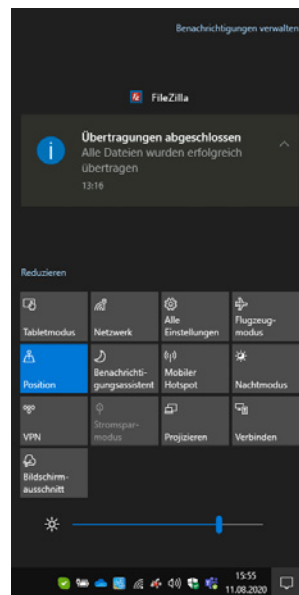 Benachrichtigungen verwalten
FileZilla
Übertragungen abgeschlossen
Alle Dateien wurden erfolgreich
übertragen
13:16
Reduzieren
Tabletmodus
Netzwerk
Alle
Einstellungen
Flugzeug-
modus
Position
Benachrichti-
gungsassistent
Mobiler
Hotspot
Nachtmodus
VPN
Stromspar-
modus
Projizieren
Verbinden
Bildschirm-
ausschnitt
15:55
11.08.2020